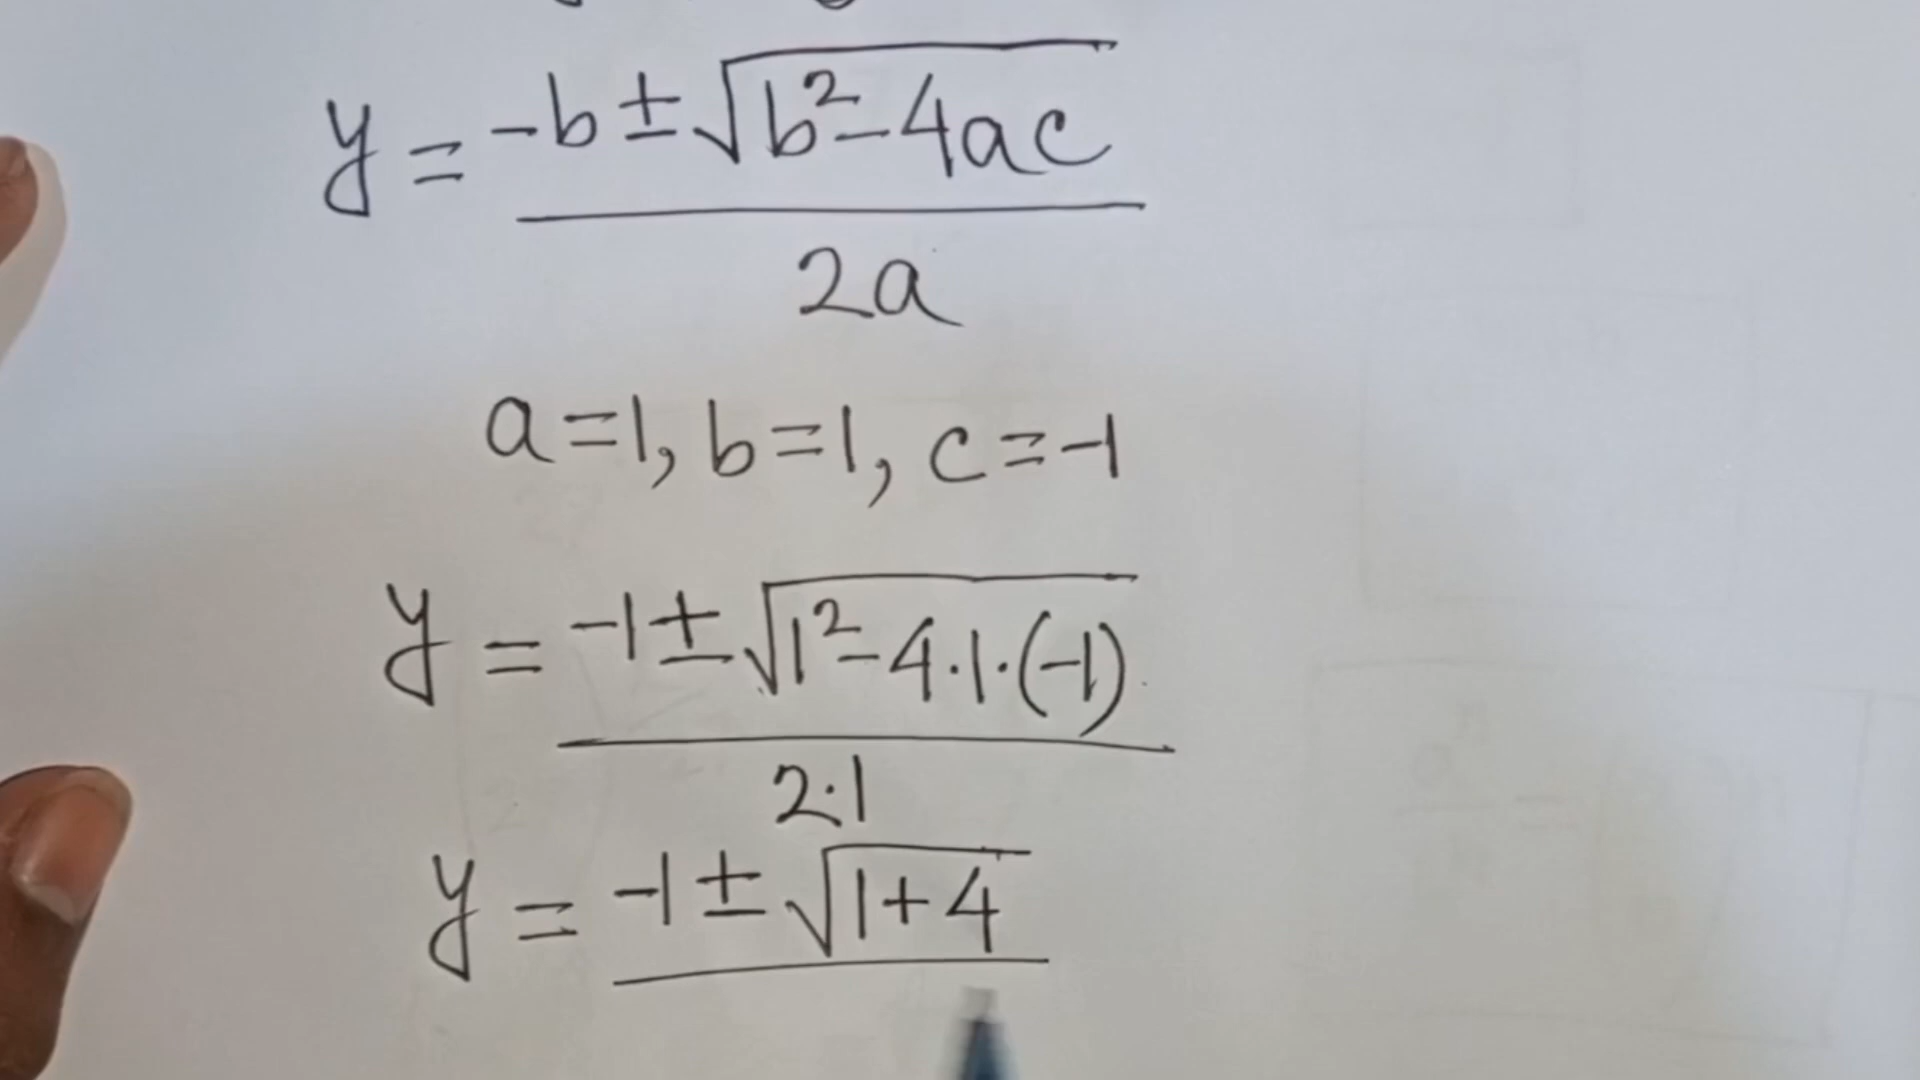 y = -b ± √b² - 4ac
2a
a = 1, b = 1, c = -1
y = -1 ± √1² - 4·1·(-1)
2·1
y = -1 ± √1 + 4